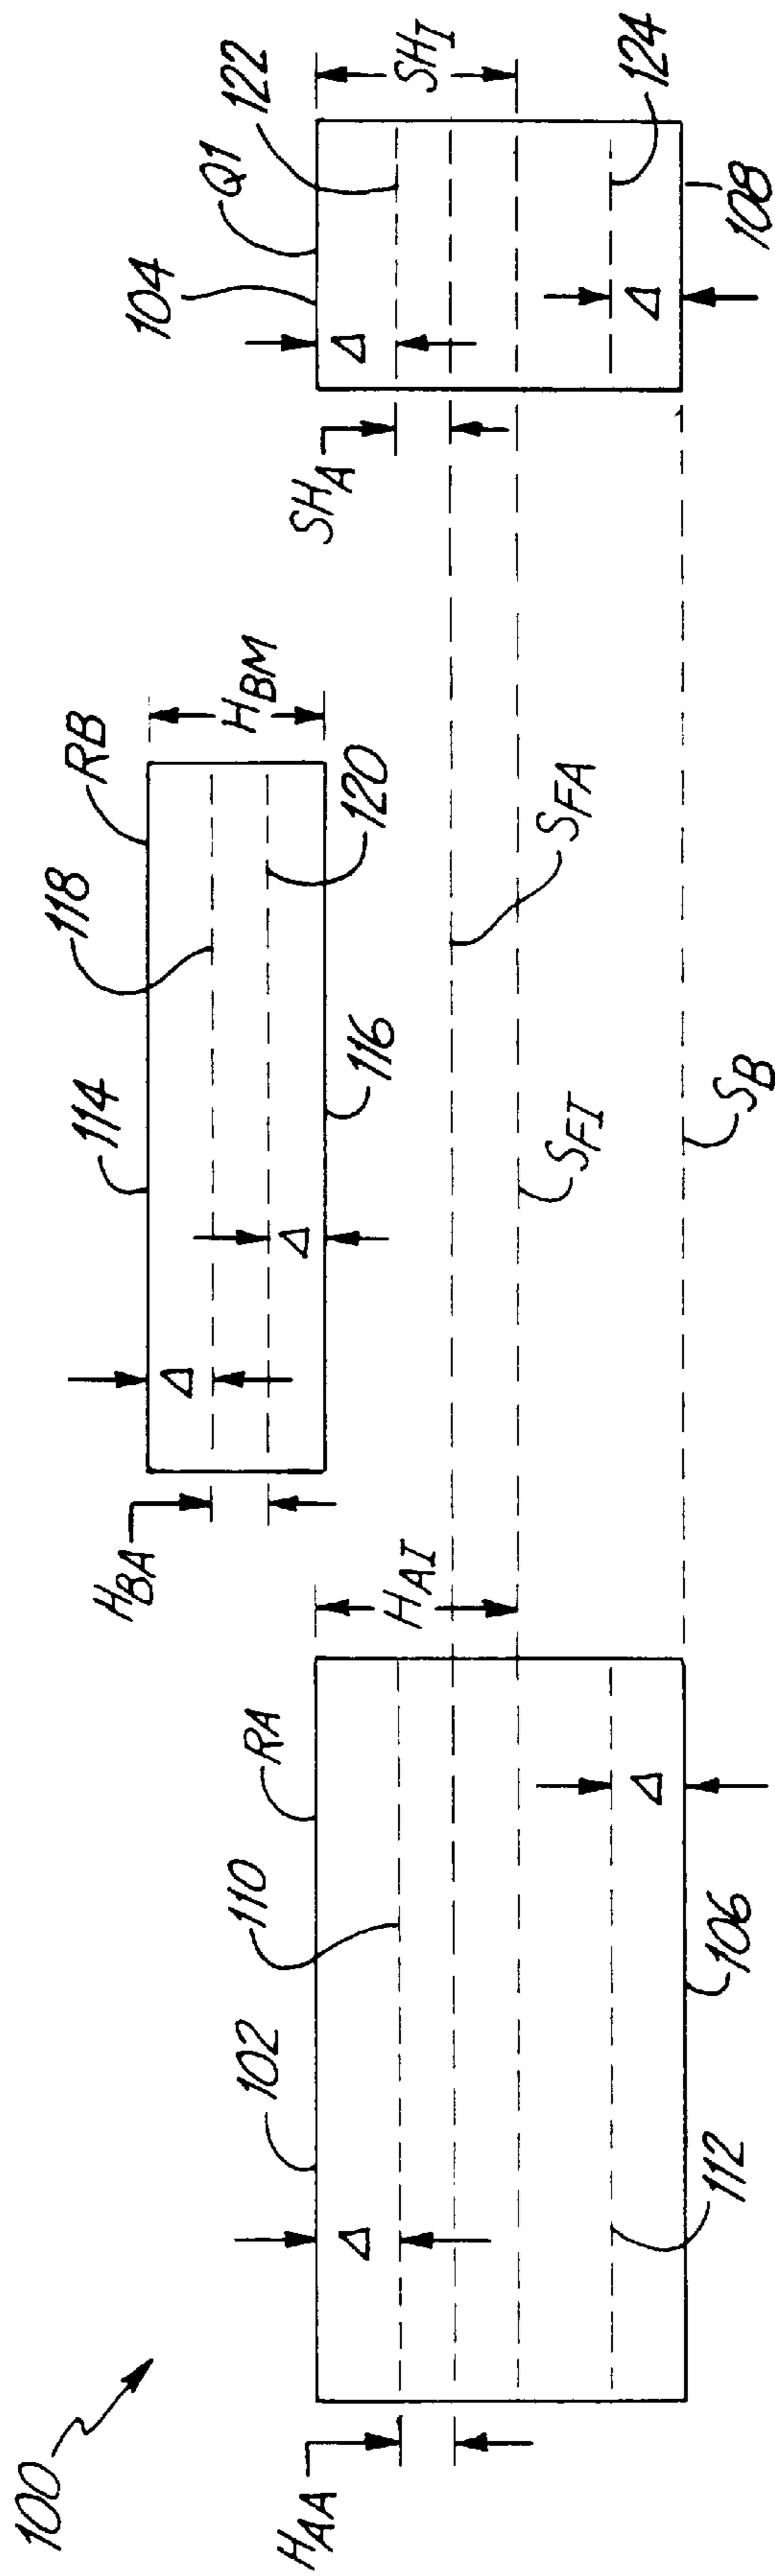 100
102
110
RA
H_AA
Δ
112
106
Δ
H_AI
H_BA
114
118
RB
Δ
Δ
116
120
H_BM
S_FI
S_FA
S_B
104
Q1
122
SH_A
Δ
Δ
SH_I
124
108